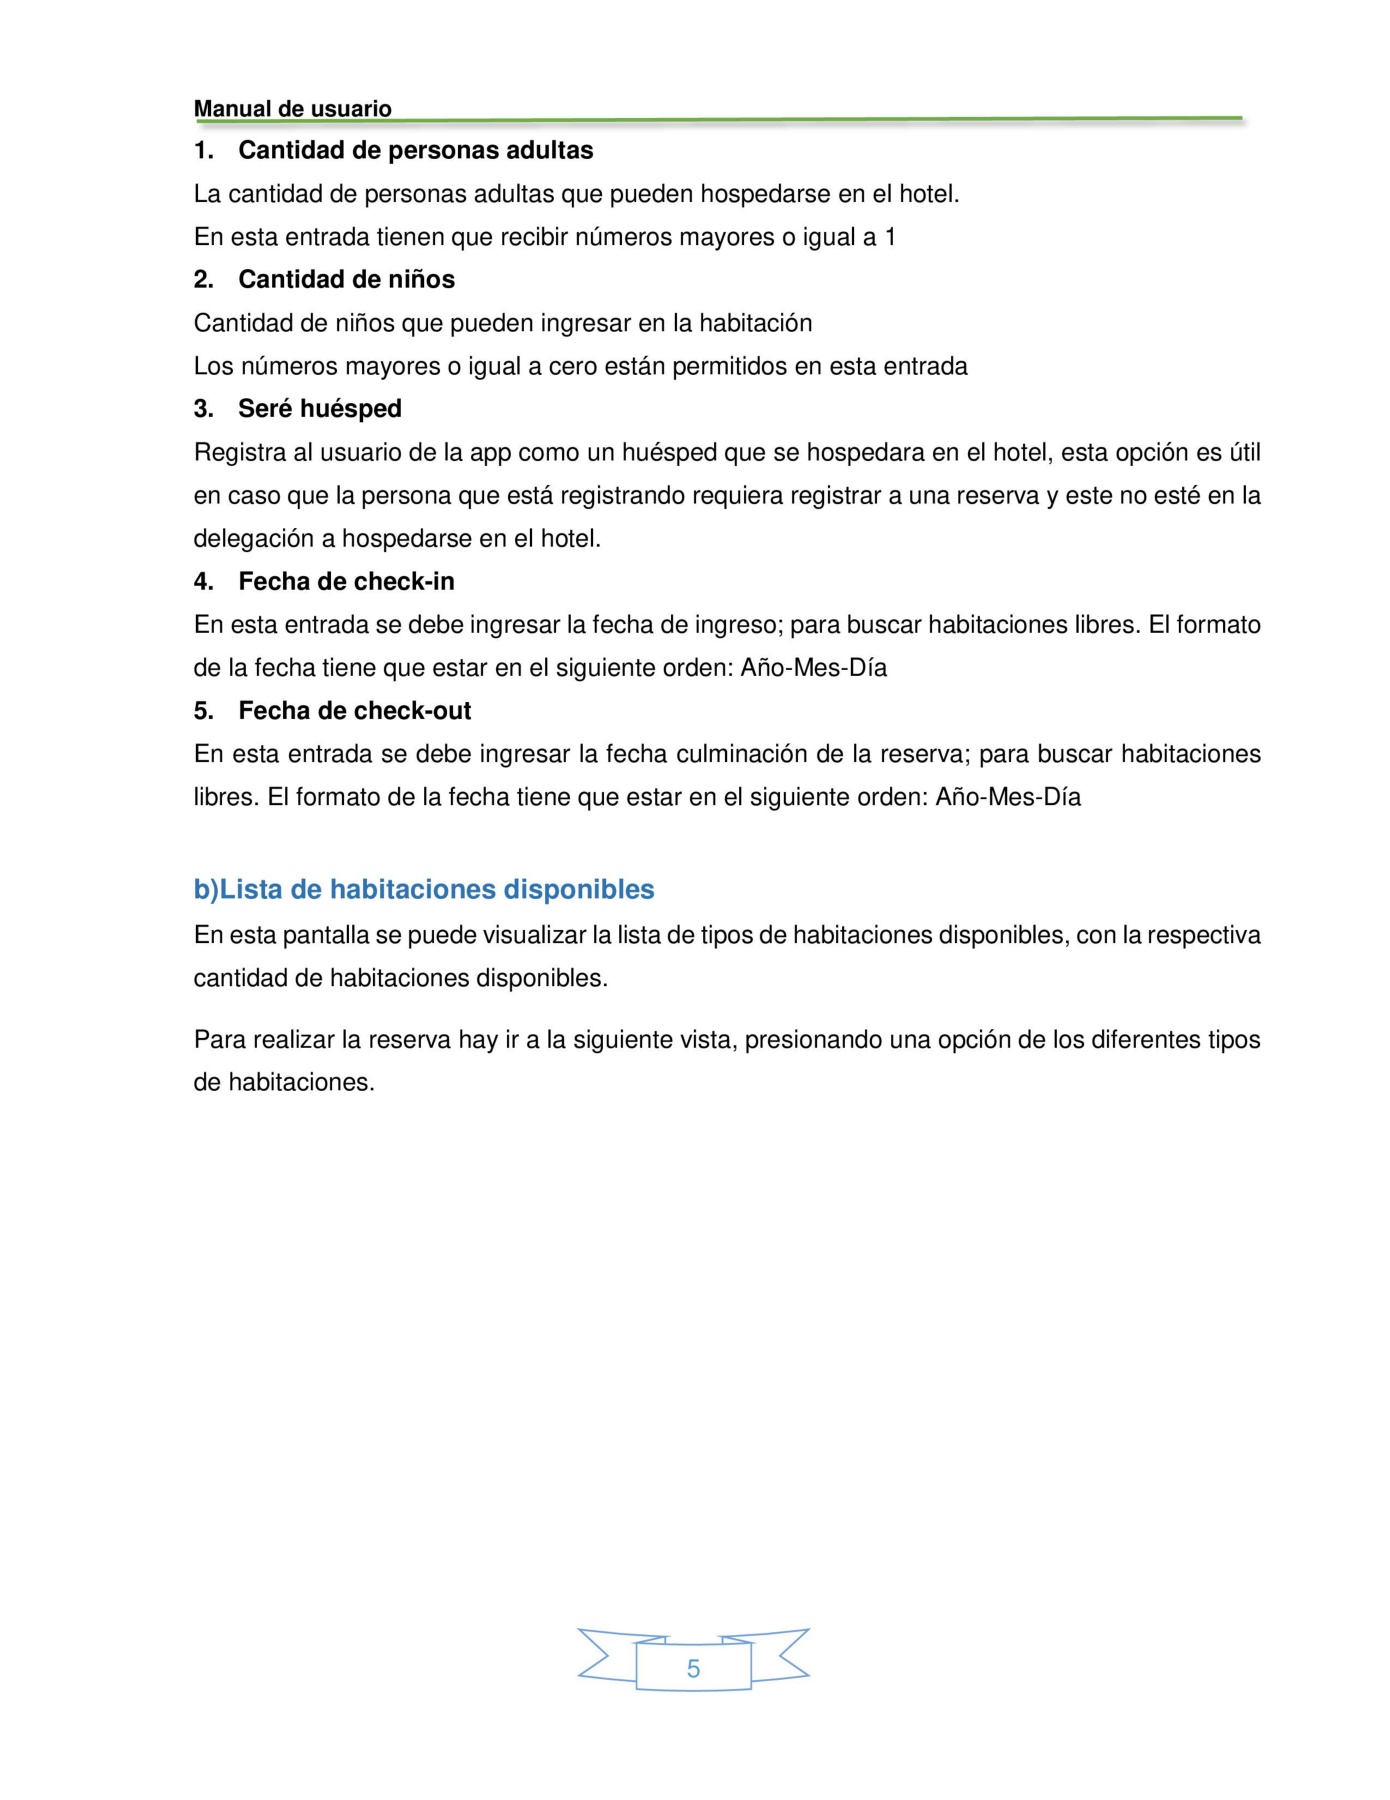 Manual de usuario
1. Cantidad de personas adultas
La cantidad de personas adultas que pueden hospedarse en el hotel.
En esta entrada tienen que recibir números mayores o igual a 1
2. Cantidad de niños
Cantidad de niños que pueden ingresar en la habitación
Los números mayores o igual a cero están permitidos en esta entrada
3. Seré huésped
Registra al usuario de la app como un huésped que se hospedara en el hotel, esta opción es útil
en caso que la persona que está registrando requiera registrar a una reserva y este no esté en la
delegación a hospedarse en el hotel.
4. Fecha de check-in
En esta entrada se debe ingresar la fecha de ingreso; para buscar habitaciones libres. El formato
de la fecha tiene que estar en el siguiente orden: Año-Mes-Día
5. Fecha de check-out
En esta entrada se debe ingresar la fecha culminación de la reserva; para buscar habitaciones
libres. El formato de la fecha tiene que estar en el siguiente orden: Año-Mes-Día
b)Lista de habitaciones disponibles
En esta pantalla se puede visualizar la lista de tipos de habitaciones disponibles, con la respectiva
cantidad de habitaciones disponibles.
Para realizar la reserva hay ir a la siguiente vista, presionando una opción de los diferentes tipos
de habitaciones.
5